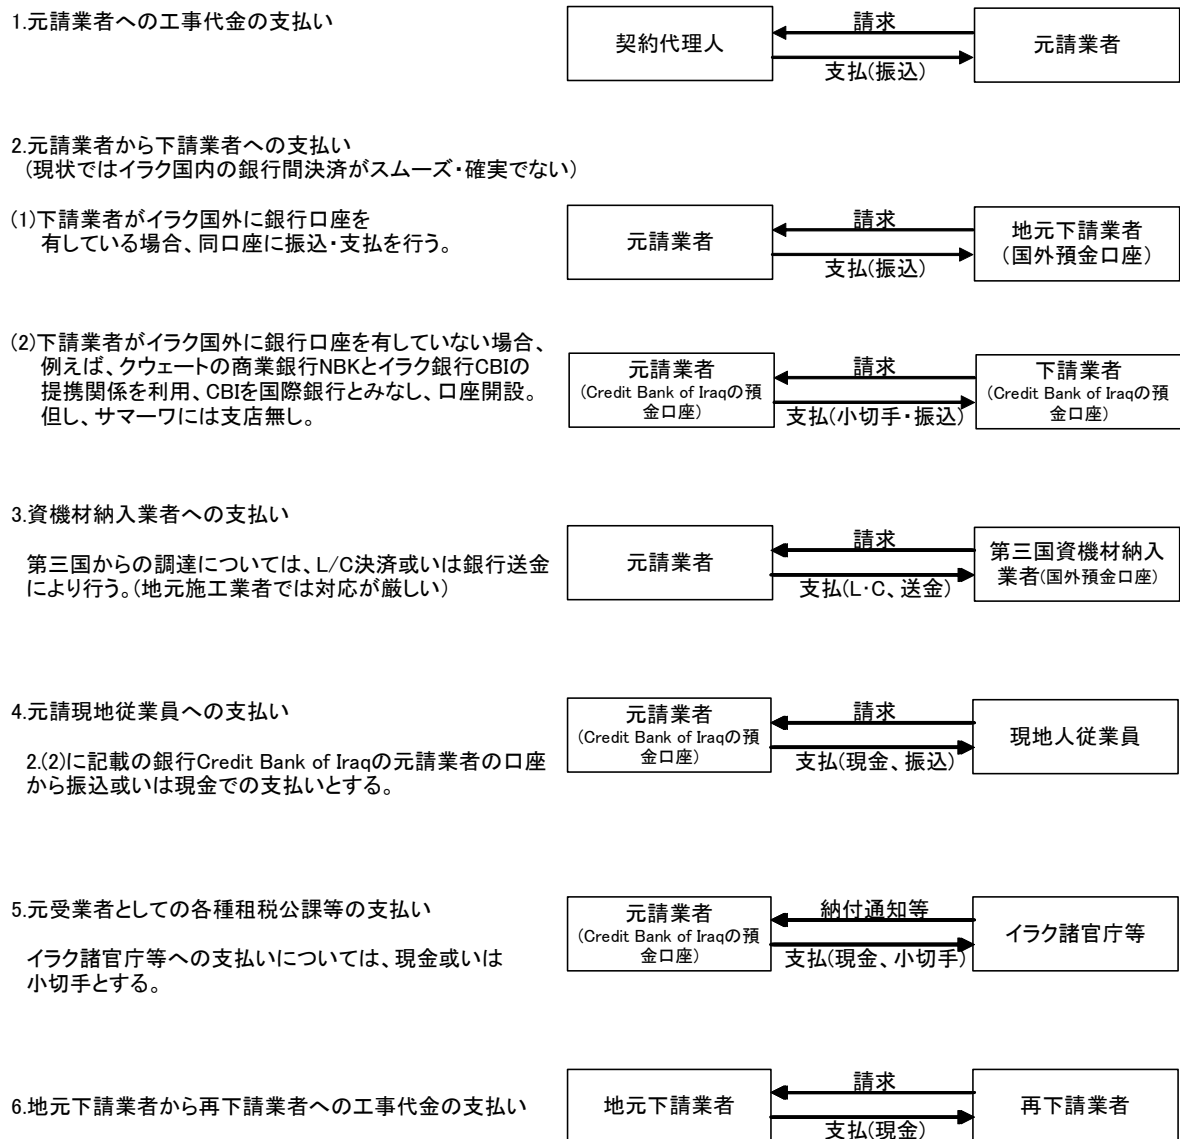 1.元請業者への工事代金の支払い
契約代理人
請求
支払(振込)
元請業者
2.元請業者から下請業者への支払い
(現状ではイラク国内の銀行間決済がスムーズ・確実でない)
(1)下請業者がイラク国外に銀行口座を
有している場合、同口座に振込・支払を行う。
元請業者
請求
支払(振込)
地元下請業者
(国外預金口座)
(2)下請業者がイラク国外に銀行口座を有していない場合、
例えば、クウェートの商業銀行NBKとイラク銀行CBIの
提携関係を利用、CBIを国際銀行とみなし、口座開設。
但し、サマーワには支店無し。
元請業者
(Credit Bank of Iraqの預
金口座)
請求
支払(小切手・振込)
下請業者
(Credit Bank of Iraqの預
金口座)
3.資機材納入業者への支払い
第三国からの調達については、L/C決済或いは銀行送金
により行う。(地元施工業者では対応が厳しい)
元請業者
請求
支払(L・C、送金)
第三国資機材納入
業者(国外預金口座)
4.元請現地従業員への支払い
2.(2)に記載の銀行Credit Bank of Iraqの元請業者の口座
から振込或いは現金での支払いとする。
元請業者
(Credit Bank of Iraqの預
金口座)
請求
支払(現金、振込)
現地人従業員
5.元受業者としての各種租税公課等の支払い
イラク諸官庁等への支払いについては、現金或いは
小切手とする。
元請業者
(Credit Bank of Iraqの預
金口座)
納付通知等
支払(現金、小切手)
イラク諸官庁等
6.地元下請業者から再下請業者への工事代金の支払い
地元下請業者
請求
支払(現金)
再下請業者